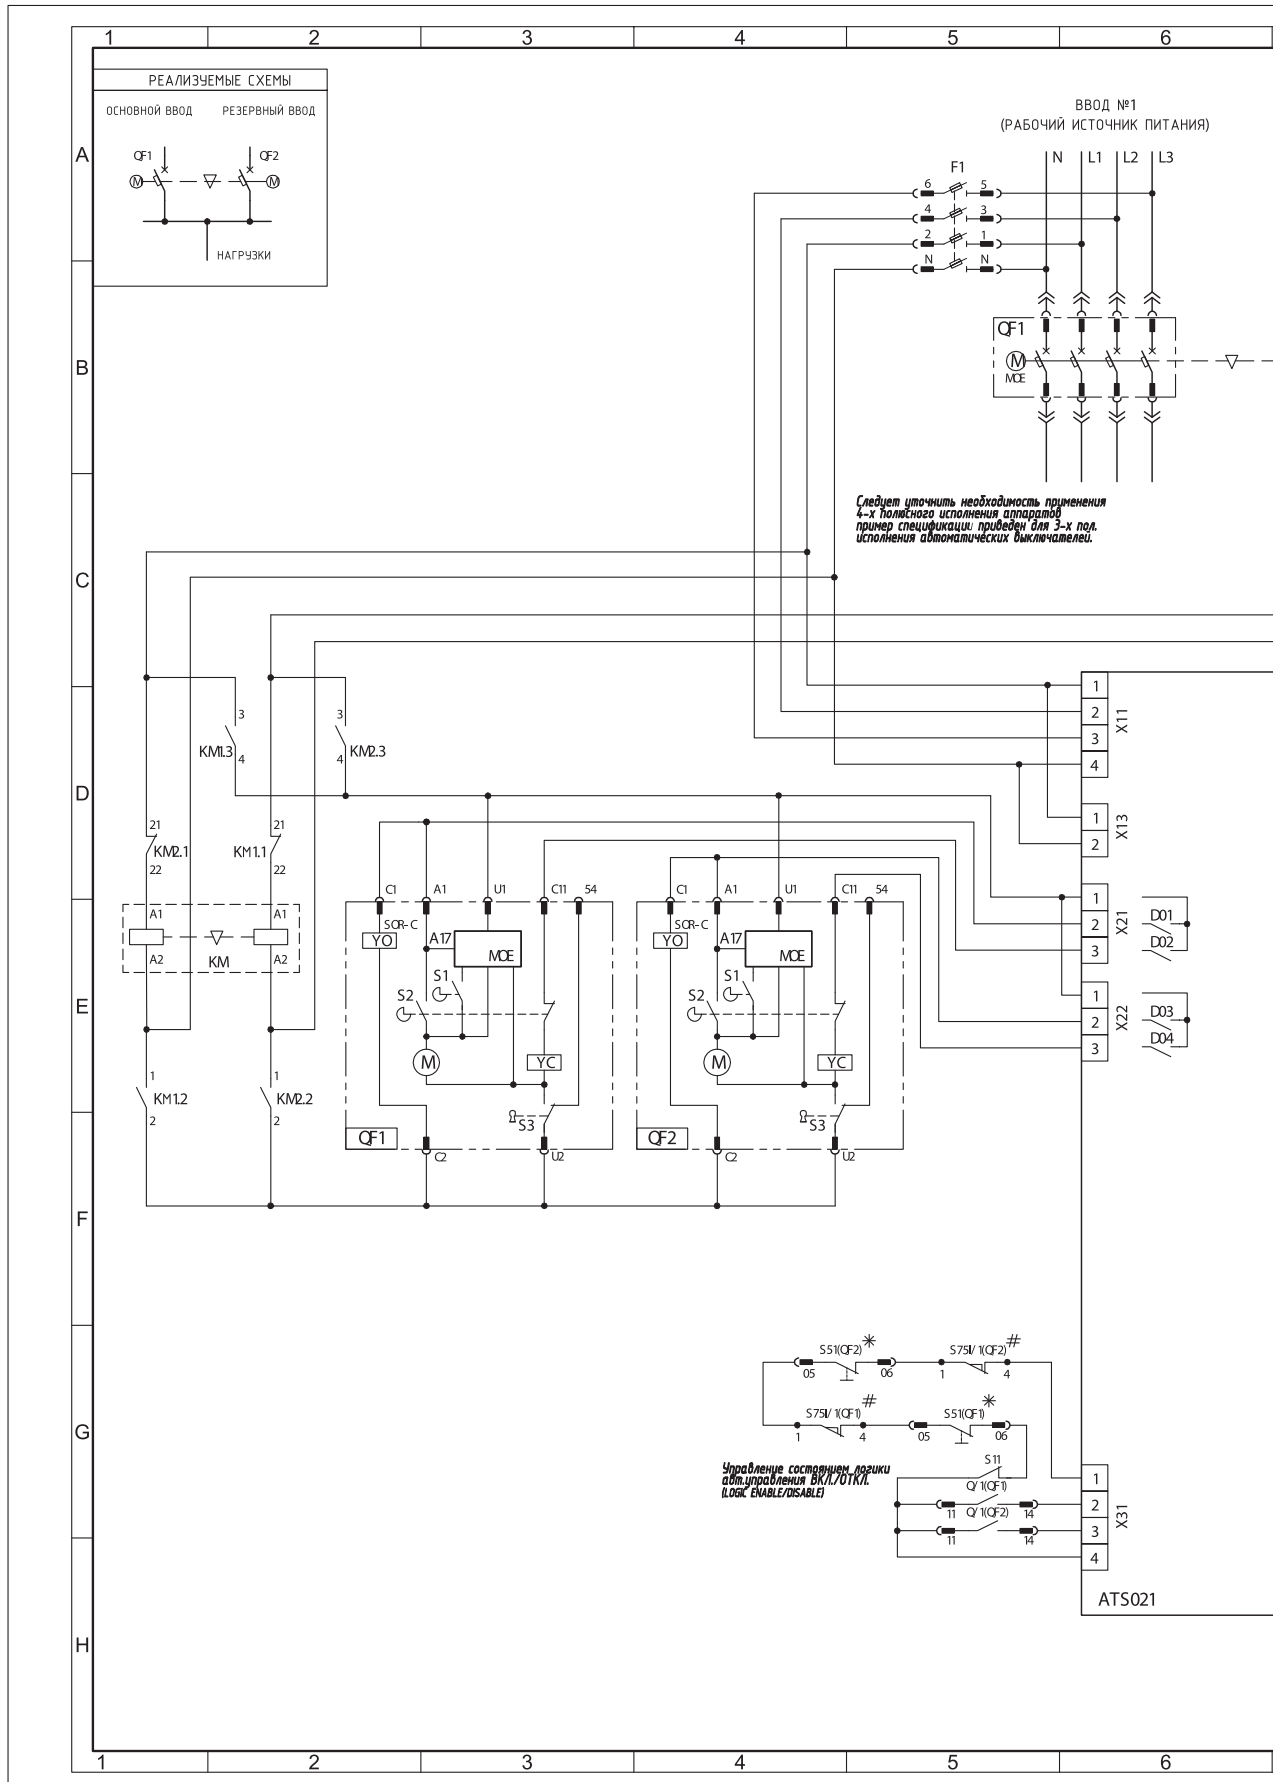 1 2 3 4 5 6
РЕАЛИЗУЕМЫЕ СХЕМЫ
ОСНОВНОЙ ВВОД РЕЗЕРВНЫЙ ВВОД
QF1 QF2
M M
НАГРУЗКИ
ВВОД №1
(РАБОЧИЙ ИСТОЧНИК ПИТАНИЯ)
N L1 L2 L3
F1
6 5
4 3
2 1
N N
A
B
QF1
M
MOE
Следует уточнить необходимость применения
4-х полюсного исполнения аппаратов
пример спецификации приведен для 3-х пол.
исполнения автоматических выключателей.
C
1
2
3
4
X11
3 3
KM1.3 KM2.3
4 4
D
1
2
X13
21 21
KM2.1 KM1.1
22 22
C1 A1 U1 C11 54
C1 A1 U1 C11 54
1
2
3
X21
D01
D02
A1 A1
KM
A2 A2
SOR-C
YO
A17
MOE
S1
S2
M
YC
S3
QF1
C2 U2
SOR-C
YO
A17
MOE
S1
S2
M
YC
S3
QF2
C2 U2
E
1
2
3
X22
D03
D04
1 1
KM1.2 KM2.2
2 2
F
S51(QF2) * S75I/1(QF2) #
05 06 1 4
G
S75I/1(QF1) # S51(QF1) *
1 4 05 06
Управление состоянием логики
авт.управления ВКЛ./ОТКЛ.
(LOGIC ENABLE/DISABLE)
S11
Q/1(QF1)
11 14
Q/1(QF2)
11 14
1
2
3
4
X31
ATS021
H
1 2 3 4 5 6